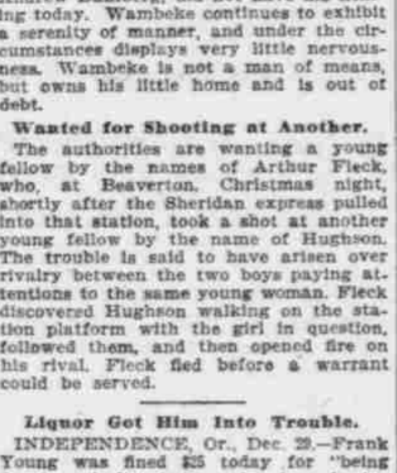 ing today. Wambeke continues to exhibit
a serenity of manner, and under the cir-
cumstances displays very little nervous-
ness. Wambeke is not a man of means,
but owns his little home and is out of
debt.
Wanted for Shooting at Another.
The authorities are wanting a young
fellow by the names of Arthur Fleck,
who, at Beaverton, Christmas night,
shortly after the Sheridan express pulled
into that station, took a shot at another
young fellow by the name of Hughson.
The trouble is said to have arisen over
rivalry between the two boys paying at-
tentions to the same young woman. Fleck
discovered Hughson walking on the sta-
tion platform with the girl in question,
followed them, and then opened fire on
his rival. Fleck fled before a warrant
could be served.
Liquor Got Him Into Trouble.
INDEPENDENCE, Or., Dec. 29.—Frank
Young was fined $25 today for "being